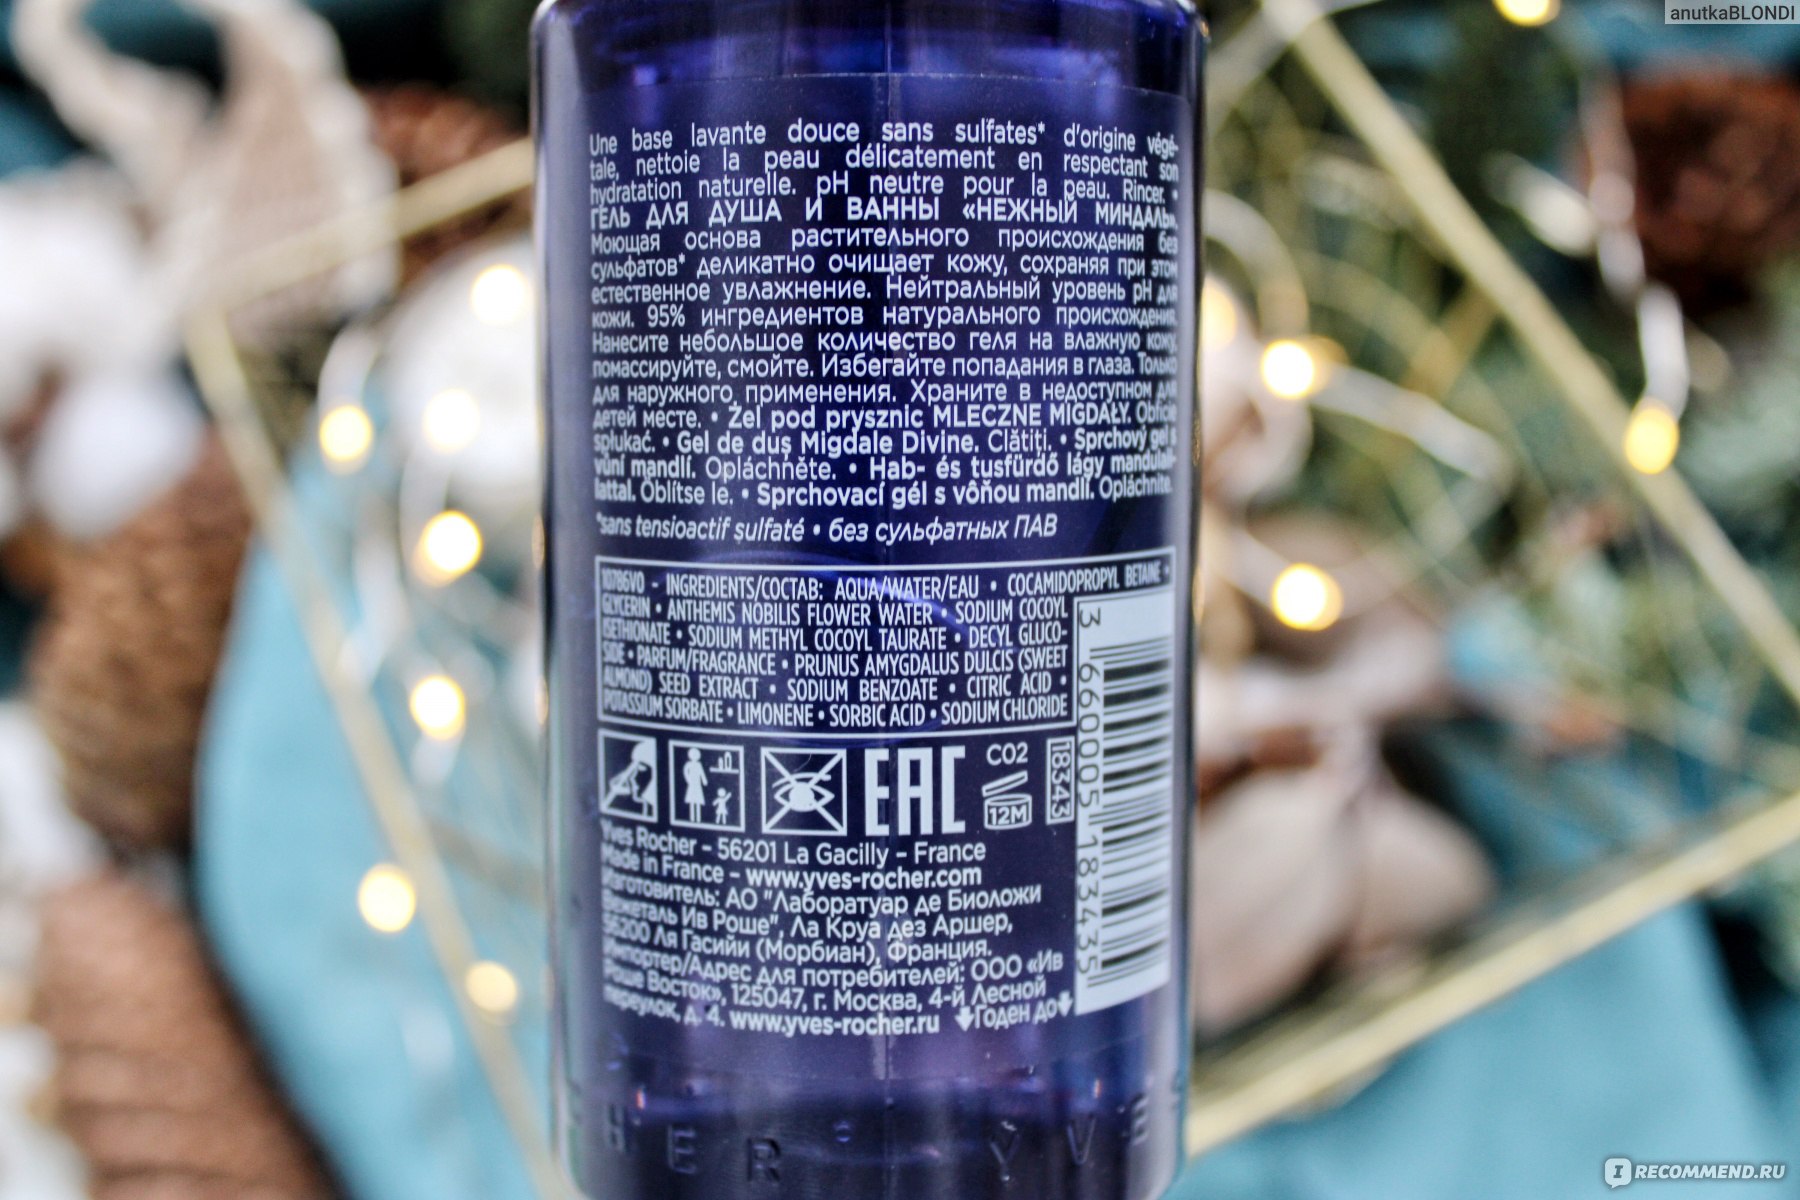 anutkaBLONDI
Une base lavante douce sans sulfates* d'origine végé-
tale, nettoie la peau délicatement en respectant son
hydratation naturelle. pH neutre pour la peau. Rincer. •
ГЕЛЬ ДЛЯ ДУША И ВАННЫ «НЕЖНЫЙ МИНДАЛЬ».
Моющая основа растительного происхождения без
сульфатов* деликатно очищает кожу, сохраняя при этом
естественное увлажнение. Нейтральный уровень pH для
кожи. 95% ингредиентов натурального происхождения.
Нанесите небольшое количество геля на влажную кожу,
помассируйте, смойте. Избегайте попадания в глаза. Только
для наружного применения. Храните в недоступном для
детей месте. • Żel pod prysznic MLECZNE MIGDAŁY. Obficie
spłukać. • Gel de duș Migdale Divine. Clătiți. • Sprchový gel s
vůní mandlí. Opláchněte. • Hab- és tusfürdő lágy mandulail-
lattal. Öblítse le. • Sprchovací gél s vôňou mandlí. Opláchnite.
*sans tensioactif sulfaté • без сульфатных ПАВ
10786V0 - INGREDIENTS/СОСТАВ: AQUA/WATER/EAU • COCAMIDOPROPYL BETAINE •
GLYCERIN • ANTHEMIS NOBILIS FLOWER WATER • SODIUM COCOYL
ISETHIONATE • SODIUM METHYL COCOYL TAURATE • DECYL GLUCO-
SIDE • PARFUM/FRAGRANCE • PRUNUS AMYGDALUS DULCIS (SWEET
ALMOND) SEED EXTRACT • SODIUM BENZOATE • CITRIC ACID •
POTASSIUM SORBATE • LIMONENE • SORBIC ACID • SODIUM CHLORIDE
EAC
C02
12M
18343
3 660005 183435
Yves Rocher - 56201 La Gacilly - France
Made in France - www.yves-rocher.com
Изготовитель: АО "Лаборатуар де Биоложи
Вежеталь Ив Роше", Ла Круа дез Аршер,
56200 Ля Гасийи (Морбиан), Франция.
Импортер/Адрес для потребителей: ООО «Ив
Роше Восток», 125047, г. Москва, 4-й Лесной
переулок, д. 4. www.yves-rocher.ru Годен до
CHER YVES
IRECOMMEND.RU